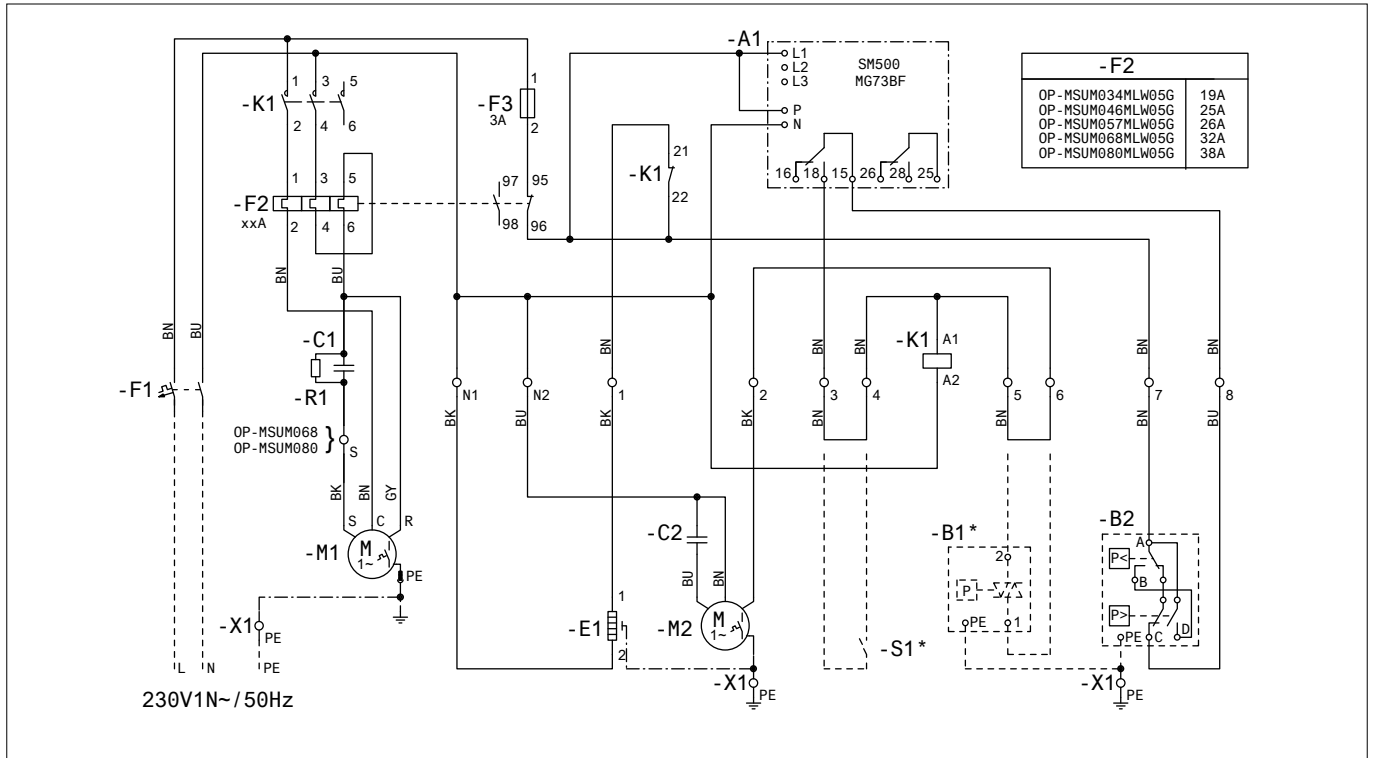 -A1
L1
L2
L3
SM500
MG73BF
P
N
16 18 15 26 28 25
-F2
OP-MSUM034MLW05G 19A
OP-MSUM046MLW05G 25A
OP-MSUM057MLW05G 26A
OP-MSUM068MLW05G 32A
OP-MSUM080MLW05G 38A
1 3 5
-K1
2 4 6
1
-F3
3A
2
21
-K1
22
1 3 5
-F2
xxA
2 4 6
97 95
98 96
BN BU
BN BU
-C1
-R1
-F1
OP-MSUM068
OP-MSUM080
}
S
BK BN GY
S C R
-M1
M
1~
PE
-X1
PE
L N PE
230V1N~/50Hz
BN BN BN
-K1 A1
A2
BN BN
N1 N2 1 2 3 4 5 6 7 8
BK BU BK BK BN BN BN BU
-C2
BU BN
-M2
M
1~
1
-E1
2
-X1
PE
-S1*
-B1*
2
P
PE
1
-B2
A
P<
B
P>
PE
C
D
-X1
PE